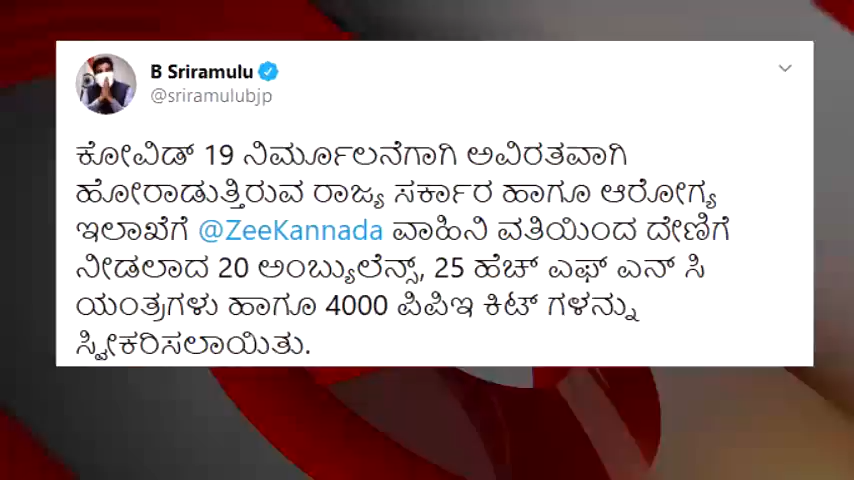 B Sriramulu
@sriramulubjp
ಕೋವಿಡ್ 19 ನಿರ್ಮೂಲನೆಗಾಗಿ ಅವಿರತವಾಗಿ
ಹೋರಾಡುತ್ತಿರುವ ರಾಜ್ಯ ಸರ್ಕಾರ ಹಾಗೂ ಆರೋಗ್ಯ
ಇಲಾಖೆಗೆ @ZeeKannada ವಾಹಿನಿ ವತಿಯಿಂದ ದೇಣಿಗೆ
ನೀಡಲಾದ 20 ಅಂಬ್ಯುಲೆನ್ಸ್, 25 ಹೆಚ್ ಎಫ್ ಎನ್ ಸಿ
ಯಂತ್ರಗಳು ಹಾಗೂ 4000 ಪಿಪಿಇ ಕಿಟ್ ಗಳನ್ನು
ಸ್ವೀಕರಿಸಲಾಯಿತು.